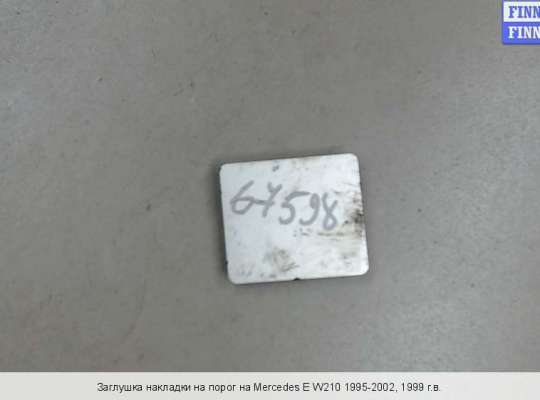 FINN
FINN
67598
Заглушка накладки на порог на Mercedes E W210 1995-2002, 1999 г.в.